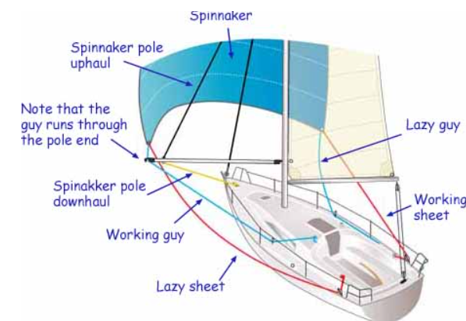 Spinnaker
Spinnaker pole
uphaul
Note that the
guy runs through
the pole end
Lazy guy
Spinakker pole
downhaul
Working
sheet
Working guy
Lazy sheet